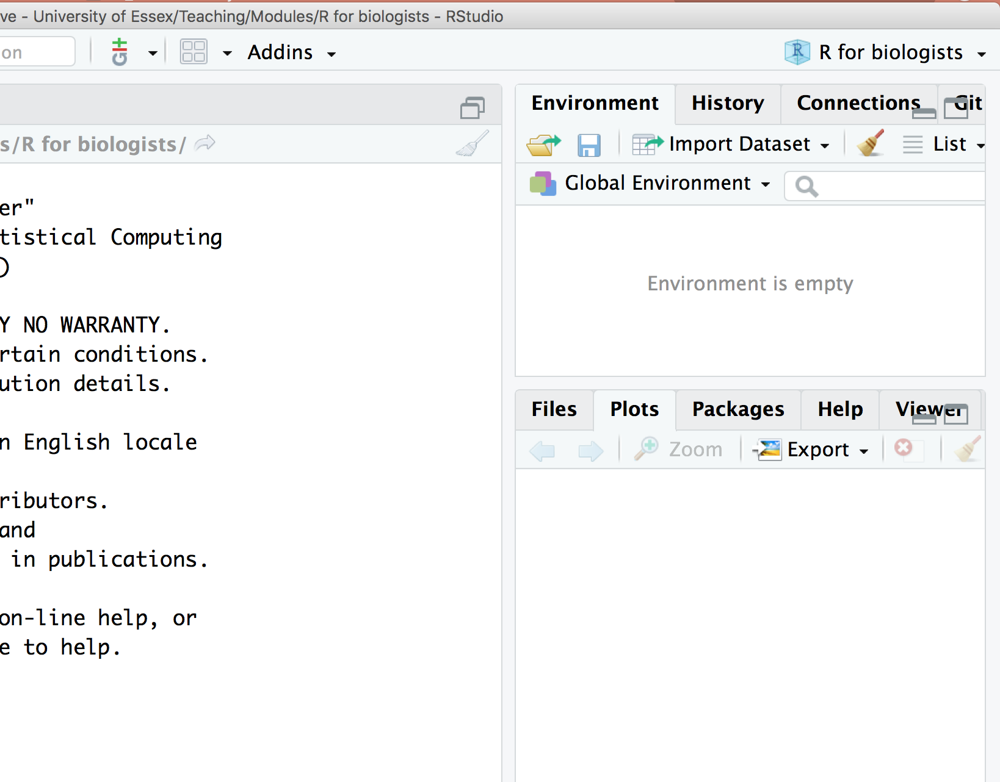 ve - University of Essex/Teaching/Modules/R for biologists - RStudio
on
Git
Addins
R for biologists
s/R for biologists/
er"
tistical Computing
)
Y NO WARRANTY.
rtain conditions.
ution details.
n English locale
ributors.
and
in publications.
on-line help, or
e to help.
Environment History Connections Git
Import Dataset List
Global Environment
Environment is empty
Files Plots Packages Help Viewer
Zoom Export